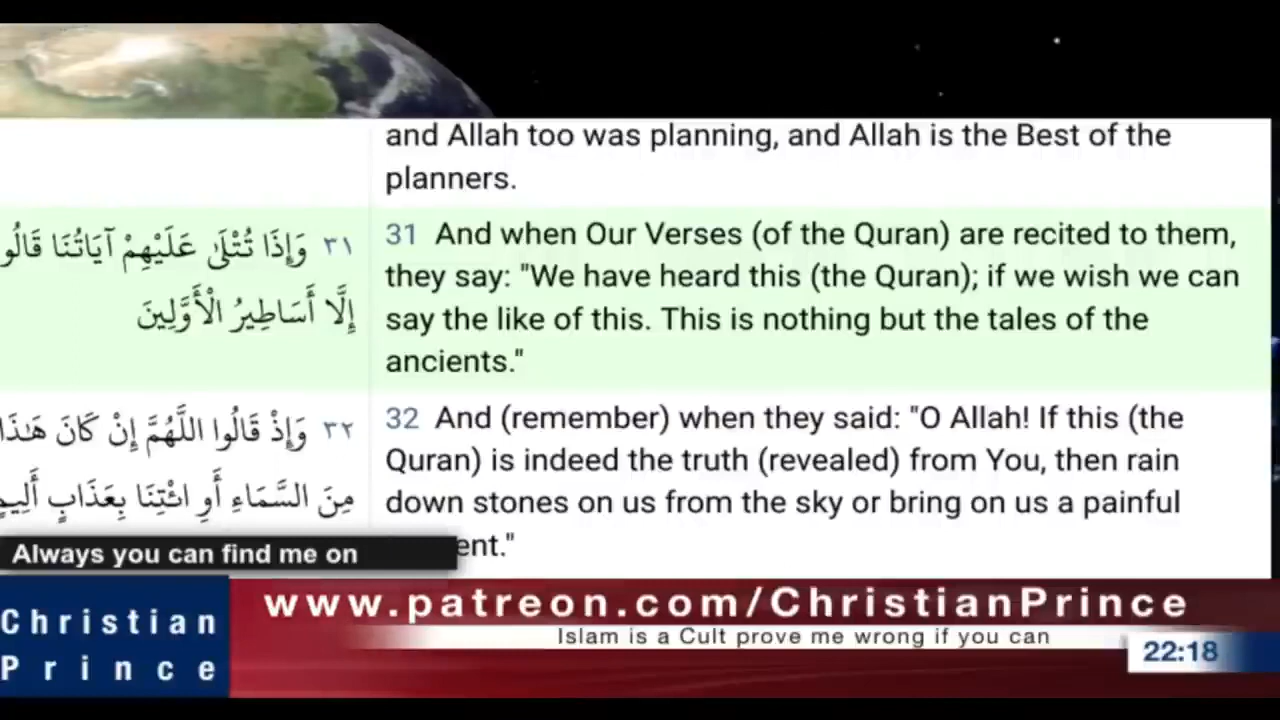 and Allah too was planning, and Allah is the Best of the
planners.
٣١ وَإِذَا تُتْلَىٰ عَلَيْهِمْ آيَاتُنَا قَالُو
إِلَّا أَسَاطِيرُ الْأَوَّلِينَ
31 And when Our Verses (of the Quran) are recited to them,
they say: "We have heard this (the Quran); if we wish we can
say the like of this. This is nothing but the tales of the
ancients."
٣٢ وَإِذْ قَالُوا اللَّهُمَّ إِنْ كَانَ هَٰذَا
مِنَ السَّمَاءِ أَوِ ائْتِنَا بِعَذَابٍ أَلِيمٍ
32 And (remember) when they said: "O Allah! If this (the
Quran) is indeed the truth (revealed) from You, then rain
down stones on us from the sky or bring on us a painful
ent."
Always you can find me on
Christian
Prince
www.patreon.com/ChristianPrince
Islam is a Cult prove me wrong if you can
22:18